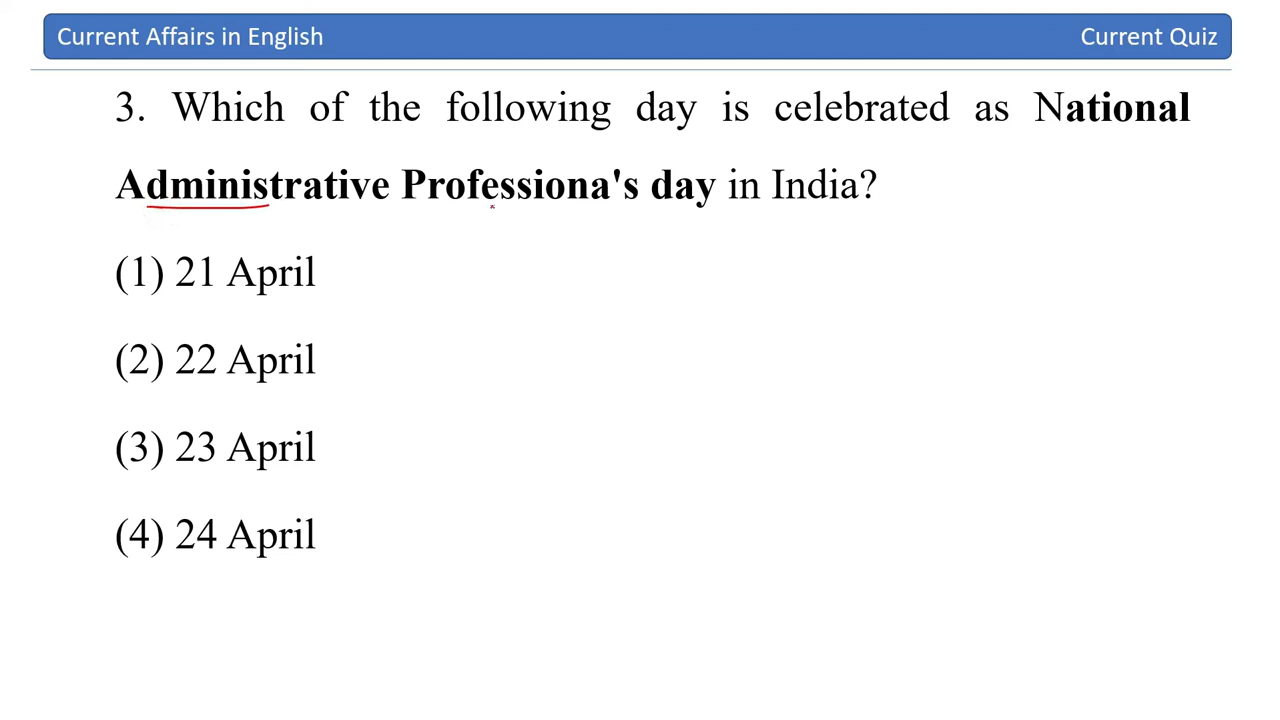 Current Affairs in English Current Quiz
3. Which of the following day is celebrated as National
Administrative Professiona's day in India?
(1) 21 April
(2) 22 April
(3) 23 April
(4) 24 April